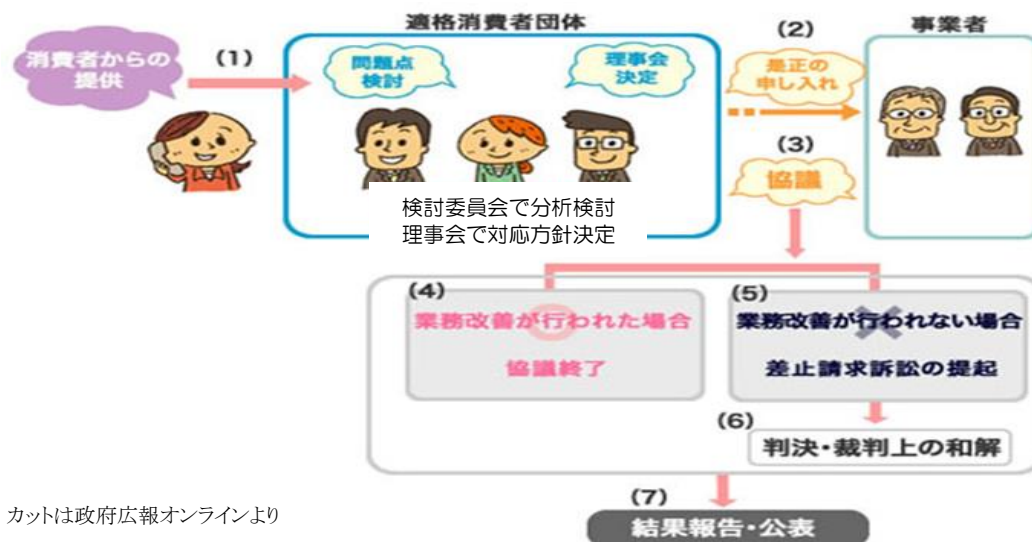 適格消費者団体
事業者
消費者からの
提供
(1)
問題点
検討
理事会
決定
(2)
是正の
申し入れ
(3)
協議
検討委員会で分析検討
理事会で対応方針決定
(4)
業務改善が行われた場合
協議終了
(5)
業務改善が行われない場合
差止請求訴訟の提起
(6)
判決・裁判上の和解
(7)
結果報告・公表
カットは政府広報オンラインより